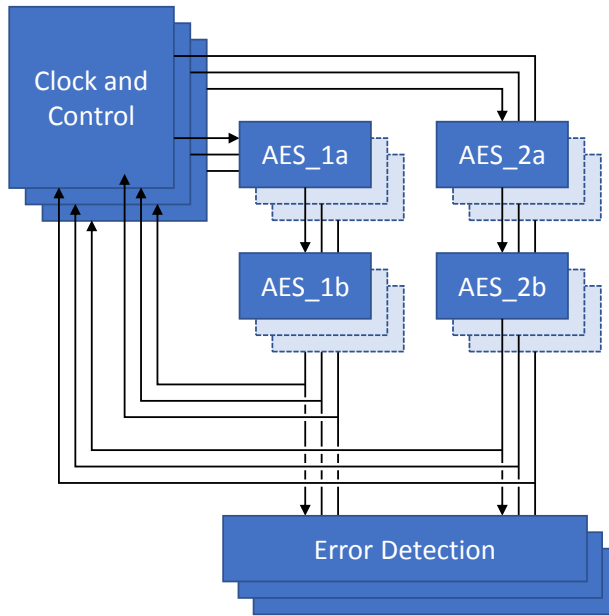 Clock and
Control
AES_1a
AES_2a
AES_1b
AES_2b
Error Detection